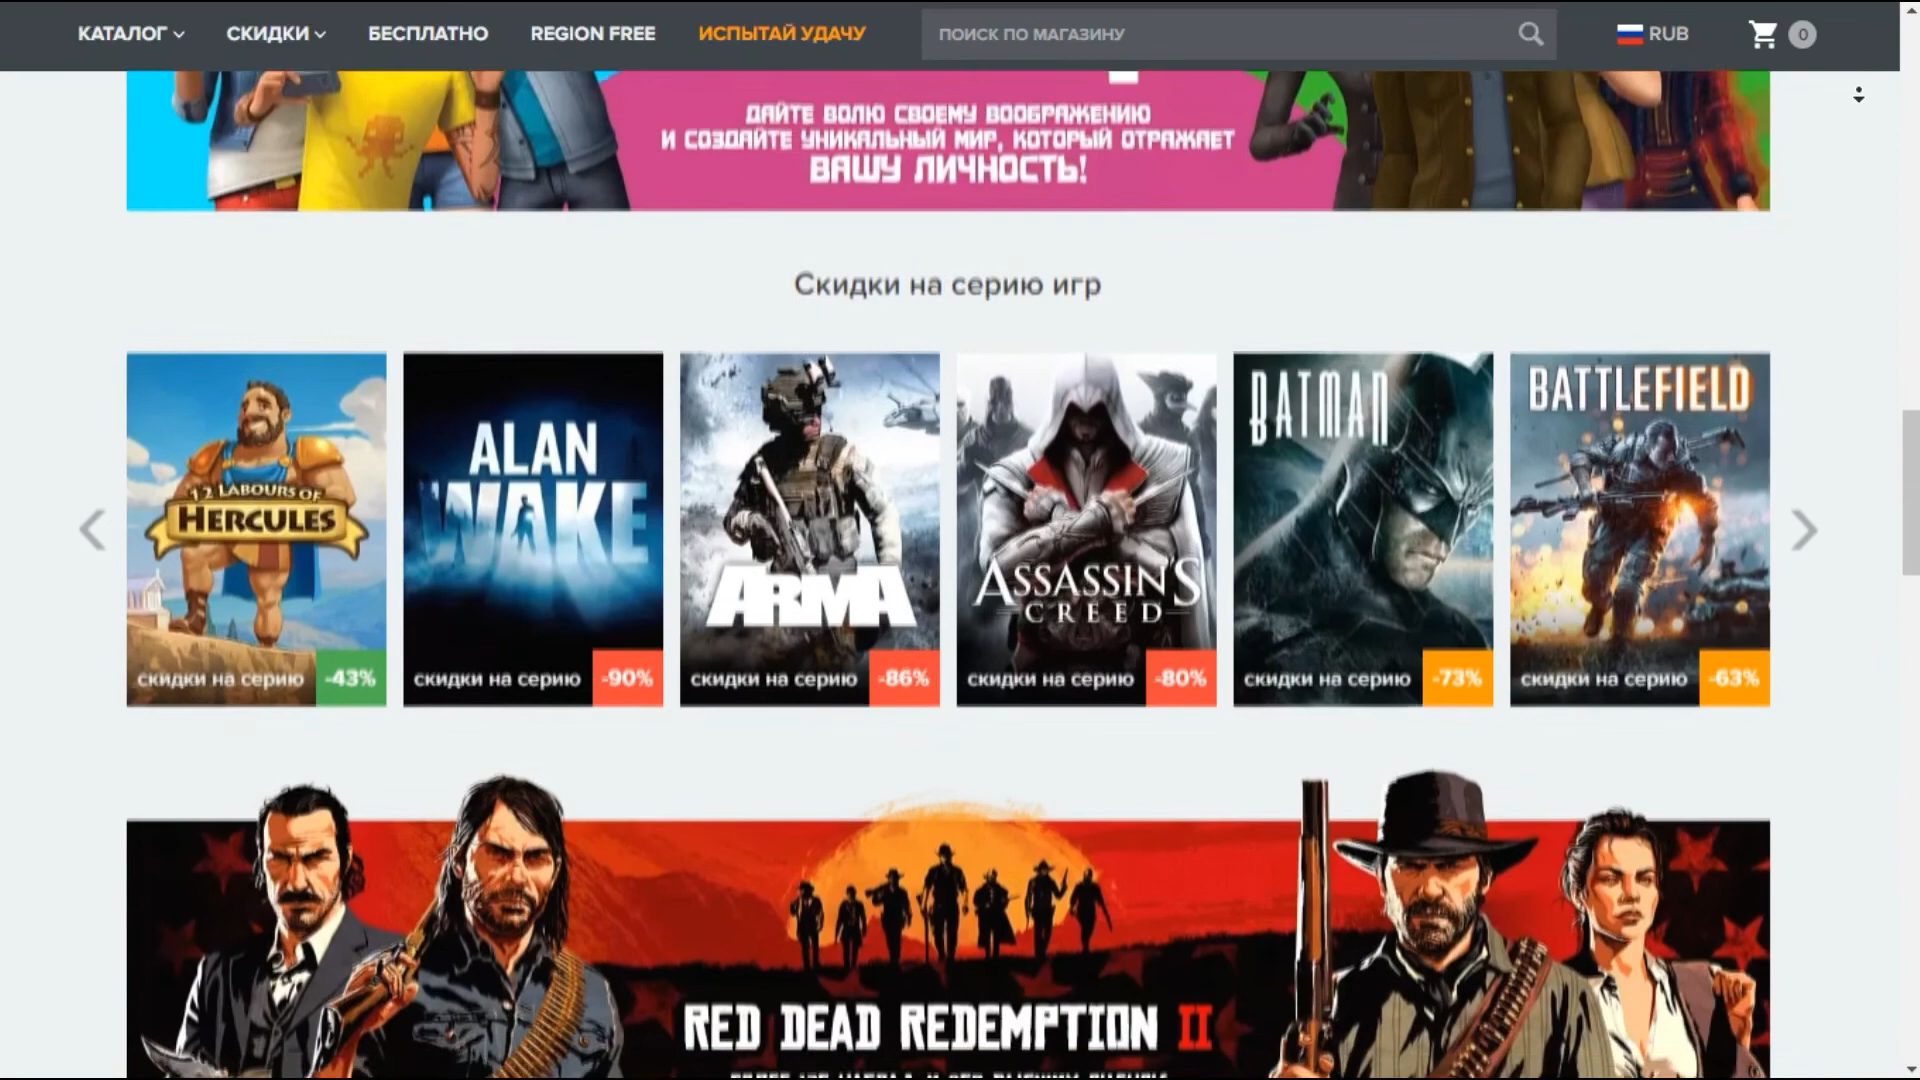 КАТАЛОГ СКИДКИ БЕСПЛАТНО REGION FREE ИСПЫТАЙ УДАЧУ ПОИСК ПО МАГАЗИНУ RUB 0
ДАЙТЕ ВОЛЮ СВОЕМУ ВООБРАЖЕНИЮ
И СОЗДАЙТЕ УНИКАЛЬНЫЙ МИР, КОТОРЫЙ ОТРАЖАЕТ
ВАШУ ЛИЧНОСТЬ!
Скидки на серию игр
12 LABOURS OF
HERCULES
скидки на серию -43%
ALAN
WAKE
скидки на серию -90%
ARMA
скидки на серию -86%
ASSASSIN'S
CREED
скидки на серию -80%
BATMAN
скидки на серию -73%
BATTLEFIELD
скидки на серию -63%
RED DEAD REDEMPTION II